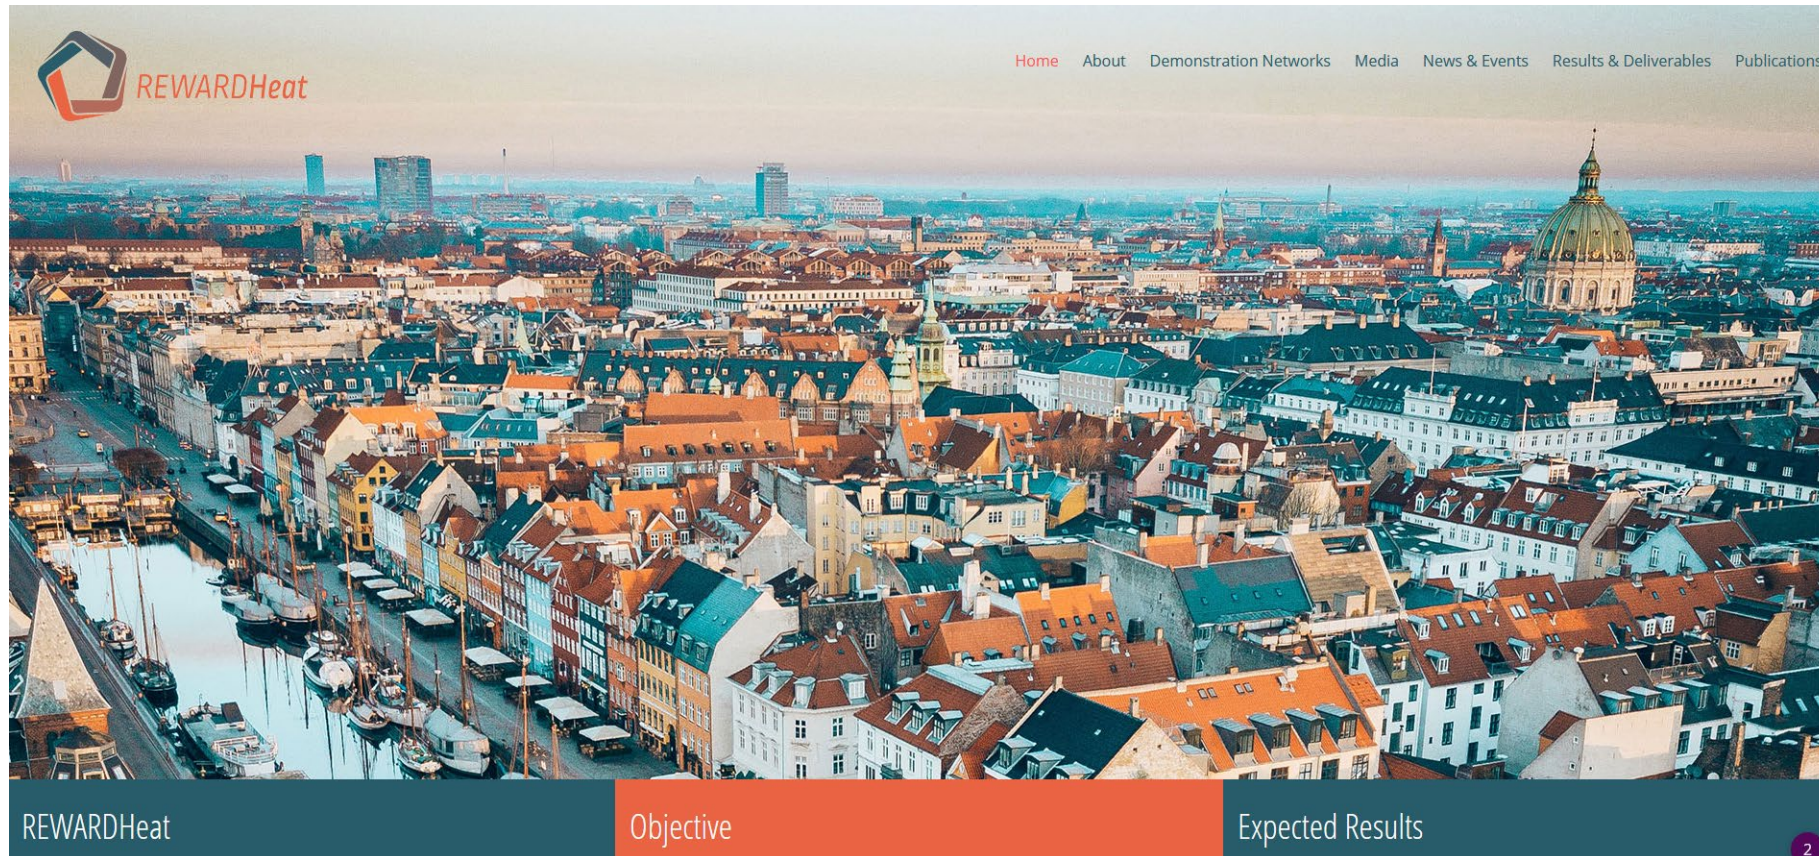 REWARDHeat
Home About Demonstration Networks Media News & Events Results & Deliverables Publications
REWARDHeat
Objective
Expected Results
2